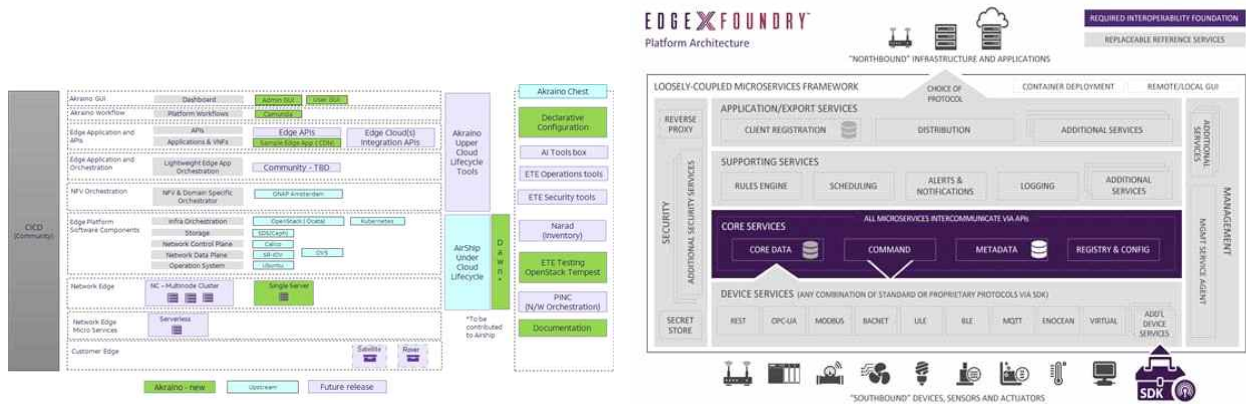 CICD
(Community)
Akraino GUI
Dashboard
Admin GUI
User GUI
Akraino Workflow
Platform Workflows
Camunda
Edge Application and
APIs
APIs
Applications & VNFs
Edge APIs
Sample Edge App (CDN)
Edge Cloud(s)
Integration APIs
Edge Application and
Orchestration
Lightweight Edge App
Orchestration
Community - TBD
NFV Orchestration
NFV & Domain Specific
Orchestrator
ONAP Amsterdam
Edge Platform
Software Components
Infra Orchestration
OpenStack (Ocata)
Kubernetes
Storage
SDS(Ceph)
Network Control Plane
Calico
Network Data Plane
SR-IOV
OVS
Operation System
Ubuntu
Network Edge
NC - Multinode Cluster
Single Server
Network Edge
Micro Services
Serverless
Customer Edge
Satellite
Rover
Akraino
Upper
Cloud
Lifecycle
Tools
AirShip
Under
Cloud
Lifecycle
Dawn*
*To be
contributed
to Airship
Akraino Chest
Declarative
Configuration
AI Tools box
ETE Operations tools
ETE Security tools
Narad
(Inventory)
ETE Testing
OpenStack Tempest
PINC
(N/W Orchestration)
Documentation
Akraino - new
Upstream
Future release
EDGE X FOUNDRY™
Platform Architecture
REQUIRED INTEROPERABILITY FOUNDATION
REPLACEABLE REFERENCE SERVICES
"NORTHBOUND" INFRASTRUCTURE AND APPLICATIONS
LOOSELY-COUPLED MICROSERVICES FRAMEWORK
CHOICE OF
PROTOCOL
CONTAINER DEPLOYMENT
REMOTE/LOCAL GUI
REVERSE
PROXY
SECURITY
ADDITIONAL SECURITY SERVICES
SECRET
STORE
APPLICATION/EXPORT SERVICES
CLIENT REGISTRATION
DISTRIBUTION
ADDITIONAL SERVICES
SUPPORTING SERVICES
RULES ENGINE
SCHEDULING
ALERTS &
NOTIFICATIONS
LOGGING
ADDITIONAL
SERVICES
ALL MICROSERVICES INTERCOMMUNICATE VIA APIs
CORE SERVICES
CORE DATA
COMMAND
METADATA
REGISTRY & CONFIG
DEVICE SERVICES (ANY COMBINATION OF STANDARD OR PROPRIETARY PROTOCOLS VIA SDK)
REST
OPC-UA
MODBUS
BACNET
ULE
BLE
MQTT
ENOCEAN
VIRTUAL
ADD'L
DEVICE
SERVICES
ADDITIONAL
SERVICES
MANAGEMENT
MGMT SERVICE AGENT
SDK
"SOUTHBOUND" DEVICES, SENSORS AND ACTUATORS